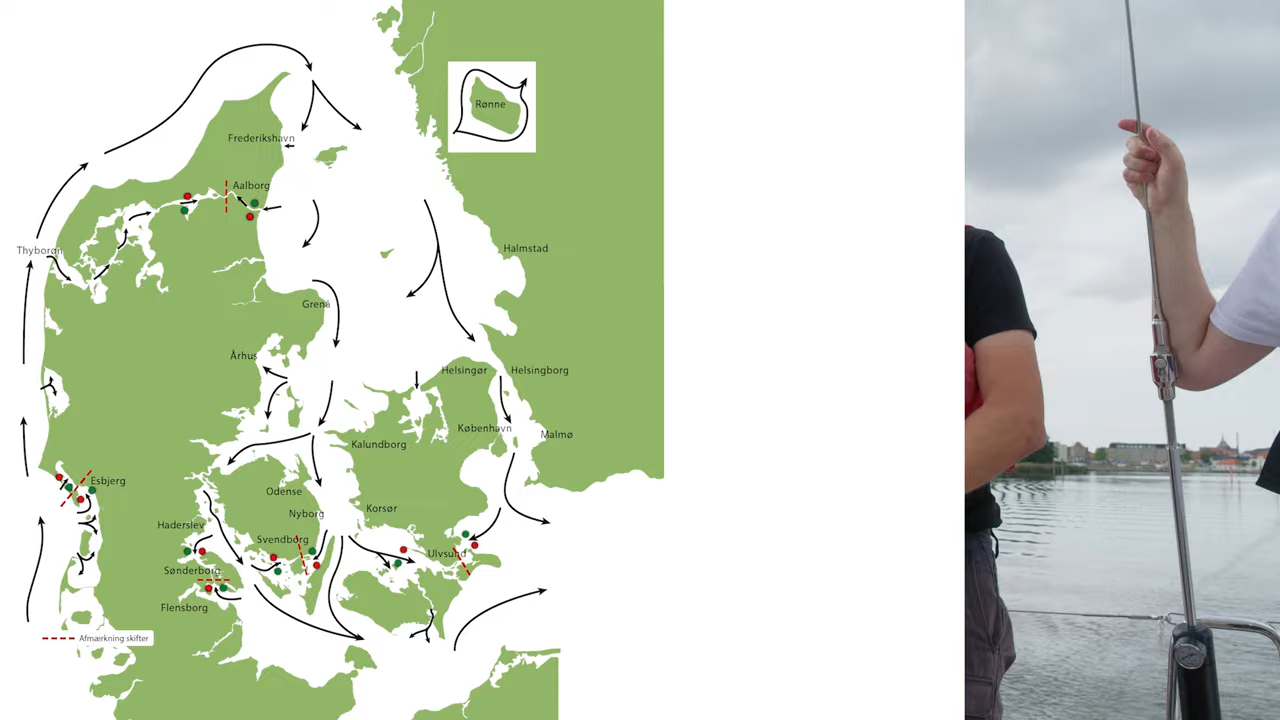 Rønne
Frederikshavn
Aalborg
Thyborøn
Halmstad
Grenå
Århus
Helsingør
Helsingborg
København
Malmø
Kalundborg
Esbjerg
Odense
Nyborg
Korsør
Haderslev
Svendborg
Ulvsund
Sønderborg
Flensborg
Afmærkning skifter